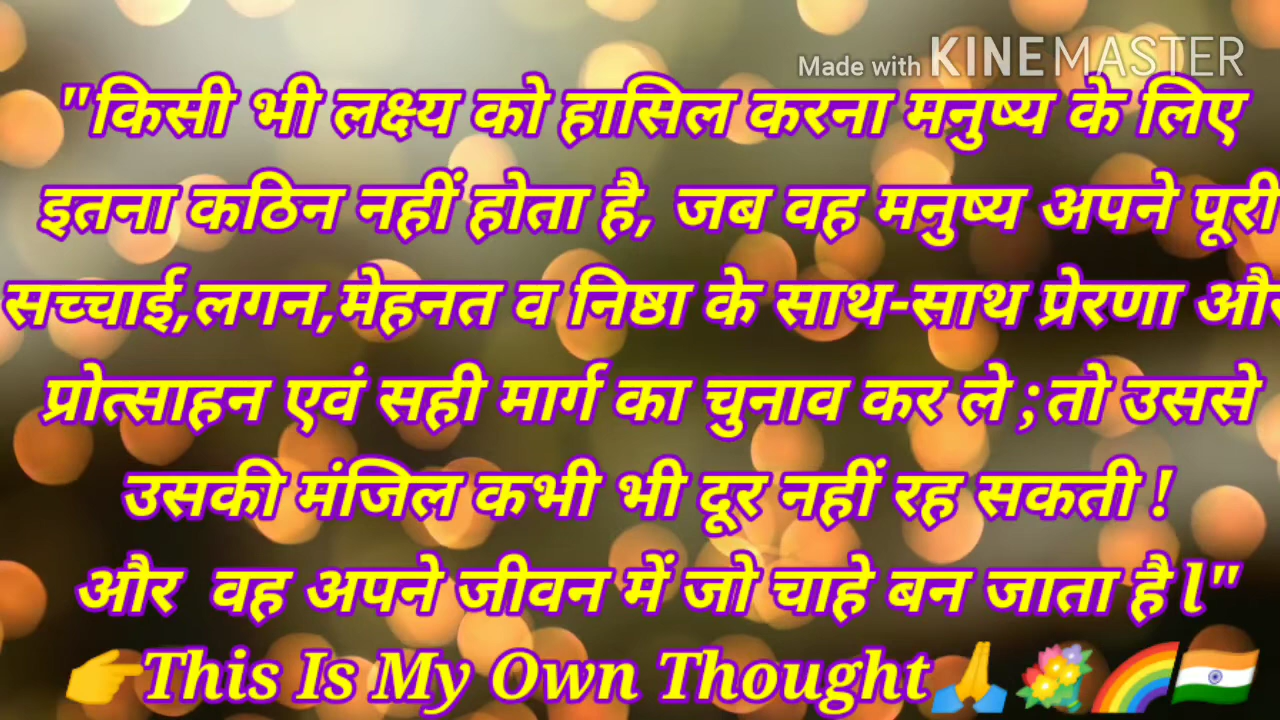 Made with KINEMASTER
"किसी भी लक्ष्य को हासिल करना मनुष्य के लिए
इतना कठिन नहीं होता है, जब वह मनुष्य अपने पूरी
सच्चाई,लगन,मेहनत व निष्ठा के साथ-साथ प्रेरणा और
प्रोत्साहन एवं सही मार्ग का चुनाव कर ले ;तो उससे
उसकी मंजिल कभी भी दूर नहीं रह सकती !
और वह अपने जीवन में जो चाहे बन जाता है l"
👉This Is My Own Thought🙏💐🌈🇮🇳